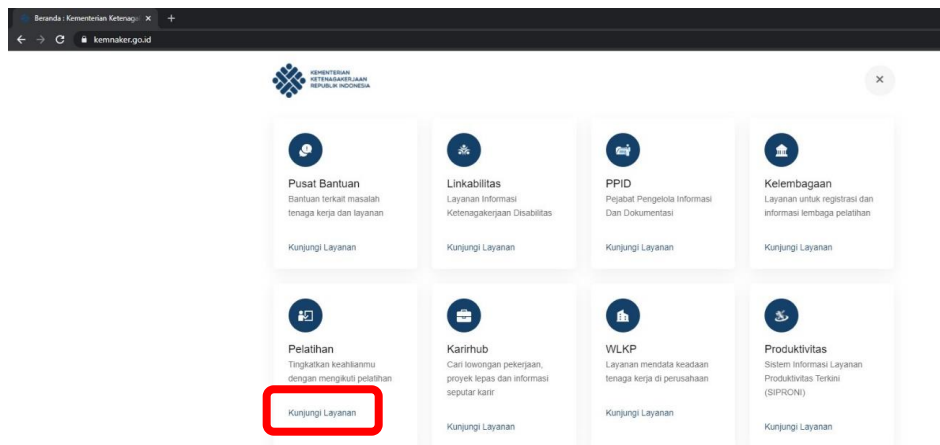 Beranda : Kementerian Ketenaga
kemnaker.go.id
KEMENTERIAN
KETENAGAKERJAAN
REPUBLIK INDONESIA
Pusat Bantuan
Bantuan terkait masalah
tenaga kerja dan layanan
Kunjungi Layanan
Linkabilitas
Layanan Informasi
Ketenagakerjaan Disabilitas
Kunjungi Layanan
PPID
Pejabat Pengelola Informasi
Dan Dokumentasi
Kunjungi Layanan
Kelembagaan
Layanan untuk registrasi dan
informasi lembaga pelatihan
Kunjungi Layanan
Pelatihan
Tingkatkan keahlianmu
dengan mengikuti pelatihan
Kunjungi Layanan
Karirhub
Cari lowongan pekerjaan,
proyek lepas dan informasi
seputar karir
Kunjungi Layanan
WLKP
Layanan mendata keadaan
tenaga kerja di perusahaan
Kunjungi Layanan
Produktivitas
Sistem Informasi Layanan
Produktivitas Terkini
(SIPRONI)
Kunjungi Layanan